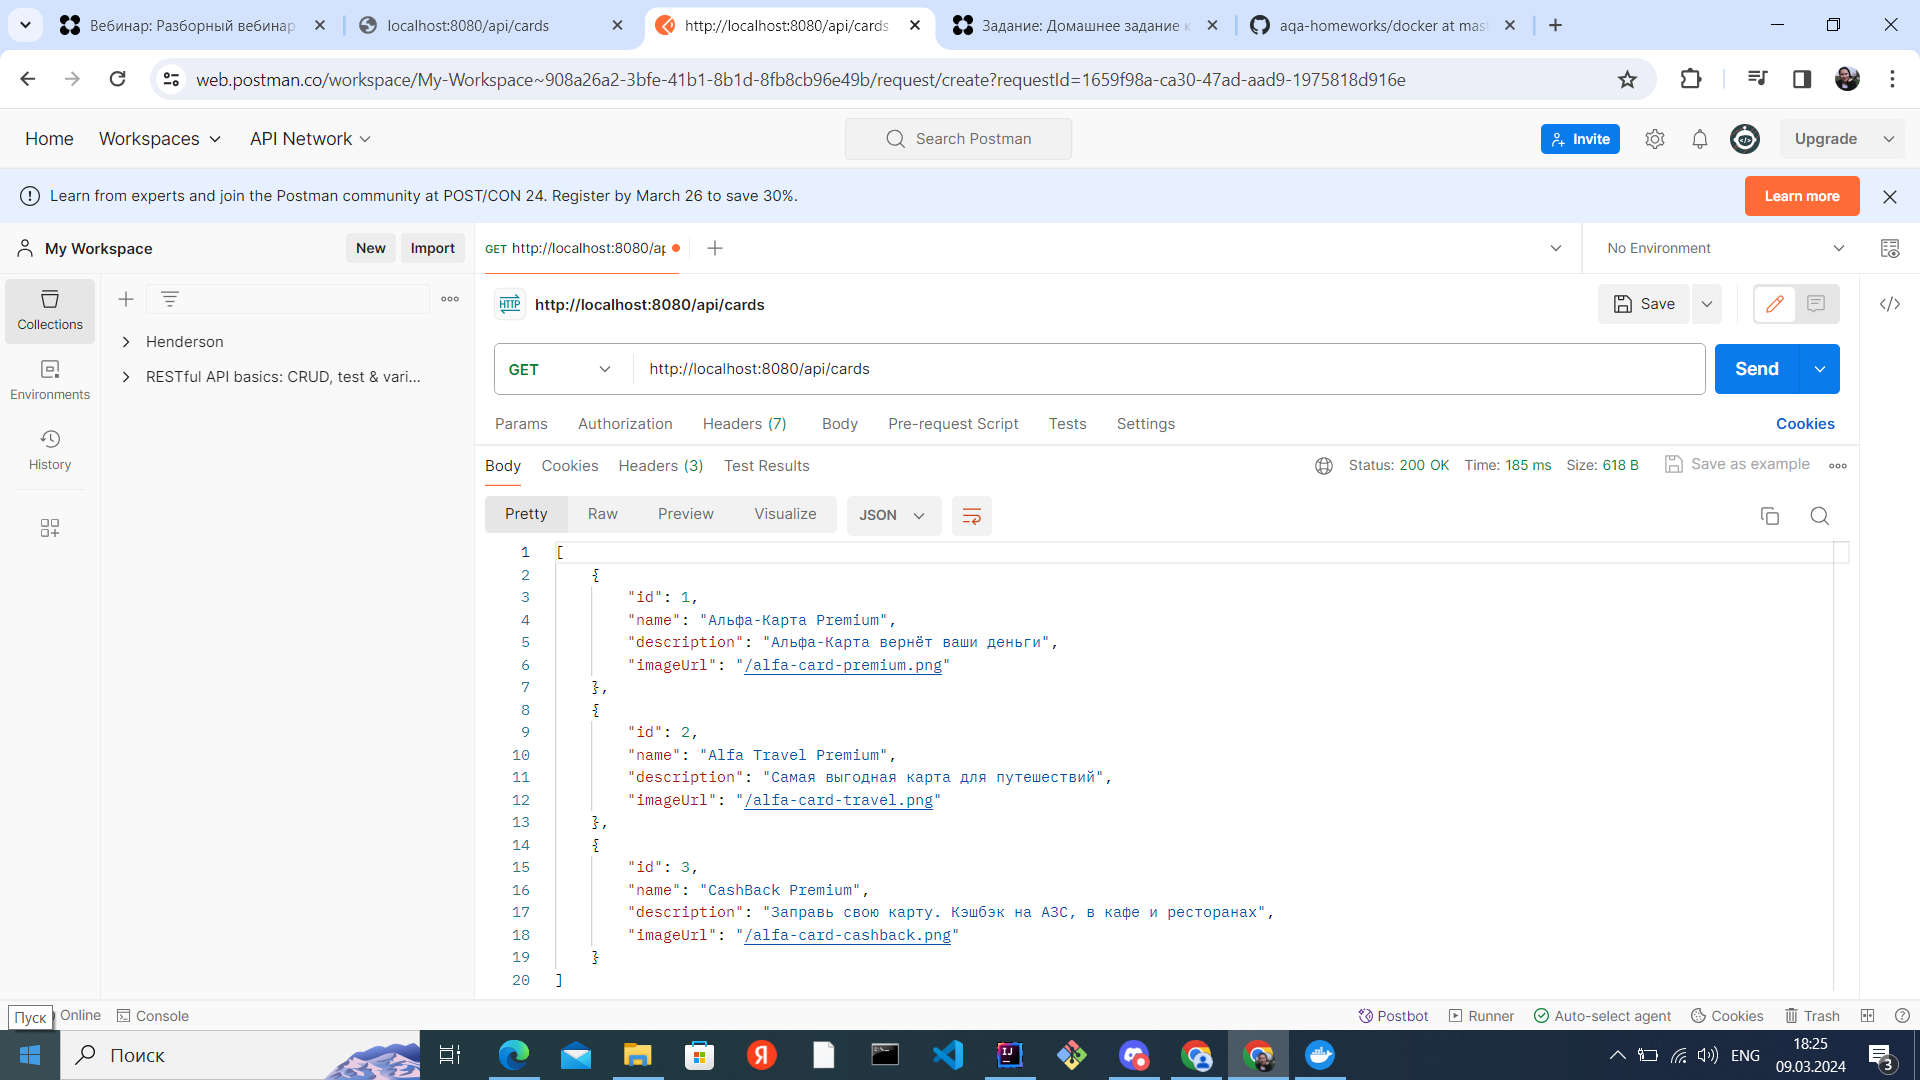 Вебинар: Разборный вебинар
localhost:8080/api/cards
http://localhost:8080/api/cards
Задание: Домашнее задание к
aqa-homeworks/docker at mast
web.postman.co/workspace/My-Workspace~908a26a2-3bfe-41b1-8b1d-8fb8cb96e49b/request/create?requestId=1659f98a-ca30-47ad-aad9-1975818d916e
Home
Workspaces
API Network
Search Postman
Invite
Upgrade
Learn from experts and join the Postman community at POST/CON 24. Register by March 26 to save 30%.
Learn more
My Workspace
New
Import
GET http://localhost:8080/ap
No Environment
Collections
Environments
History
Henderson
RESTful API basics: CRUD, test & vari...
HTTP
http://localhost:8080/api/cards
Save
GET
http://localhost:8080/api/cards
Send
Params
Authorization
Headers (7)
Body
Pre-request Script
Tests
Settings
Cookies
Body
Cookies
Headers (3)
Test Results
Status: 200 OK
Time: 185 ms
Size: 618 B
Save as example
Pretty
Raw
Preview
Visualize
JSON
1 [
2 {
3 "id": 1,
4 "name": "Альфа-Карта Premium",
5 "description": "Альфа-Карта вернёт ваши деньги",
6 "imageUrl": "/alfa-card-premium.png"
7 },
8 {
9 "id": 2,
10 "name": "Alfa Travel Premium",
11 "description": "Самая выгодная карта для путешествий",
12 "imageUrl": "/alfa-card-travel.png"
13 },
14 {
15 "id": 3,
16 "name": "CashBack Premium",
17 "description": "Заправь свою карту. Кэшбэк на АЗС, в кафе и ресторанах",
18 "imageUrl": "/alfa-card-cashback.png"
19 }
20 ]
Пуск
Online
Console
Postbot
Runner
Auto-select agent
Cookies
Trash
Поиск
Я
IJ
ENG
18:25
09.03.2024
3